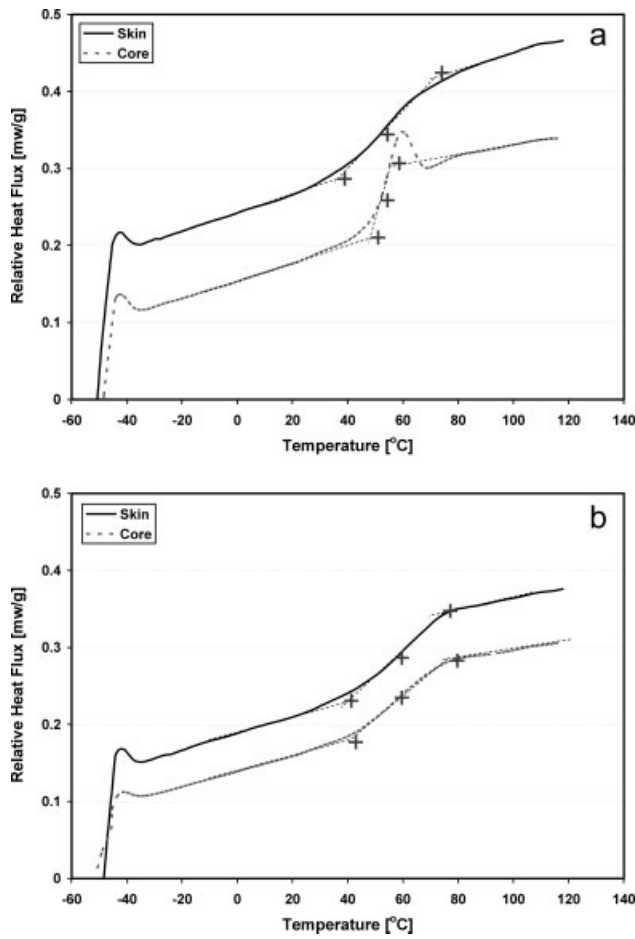 0.5
Skin
Core
a
0.4
0.3
0.2
0.1
0
Relative Heat Flux [mw/g]
-60 -40 -20 0 20 40 60 80 100 120 140
Temperature [°C]
0.5
Skin
Core
b
0.4
0.3
0.2
0.1
0
Relative Heat Flux [mw/g]
-60 -40 -20 0 20 40 60 80 100 120 140
Temperature [°C]